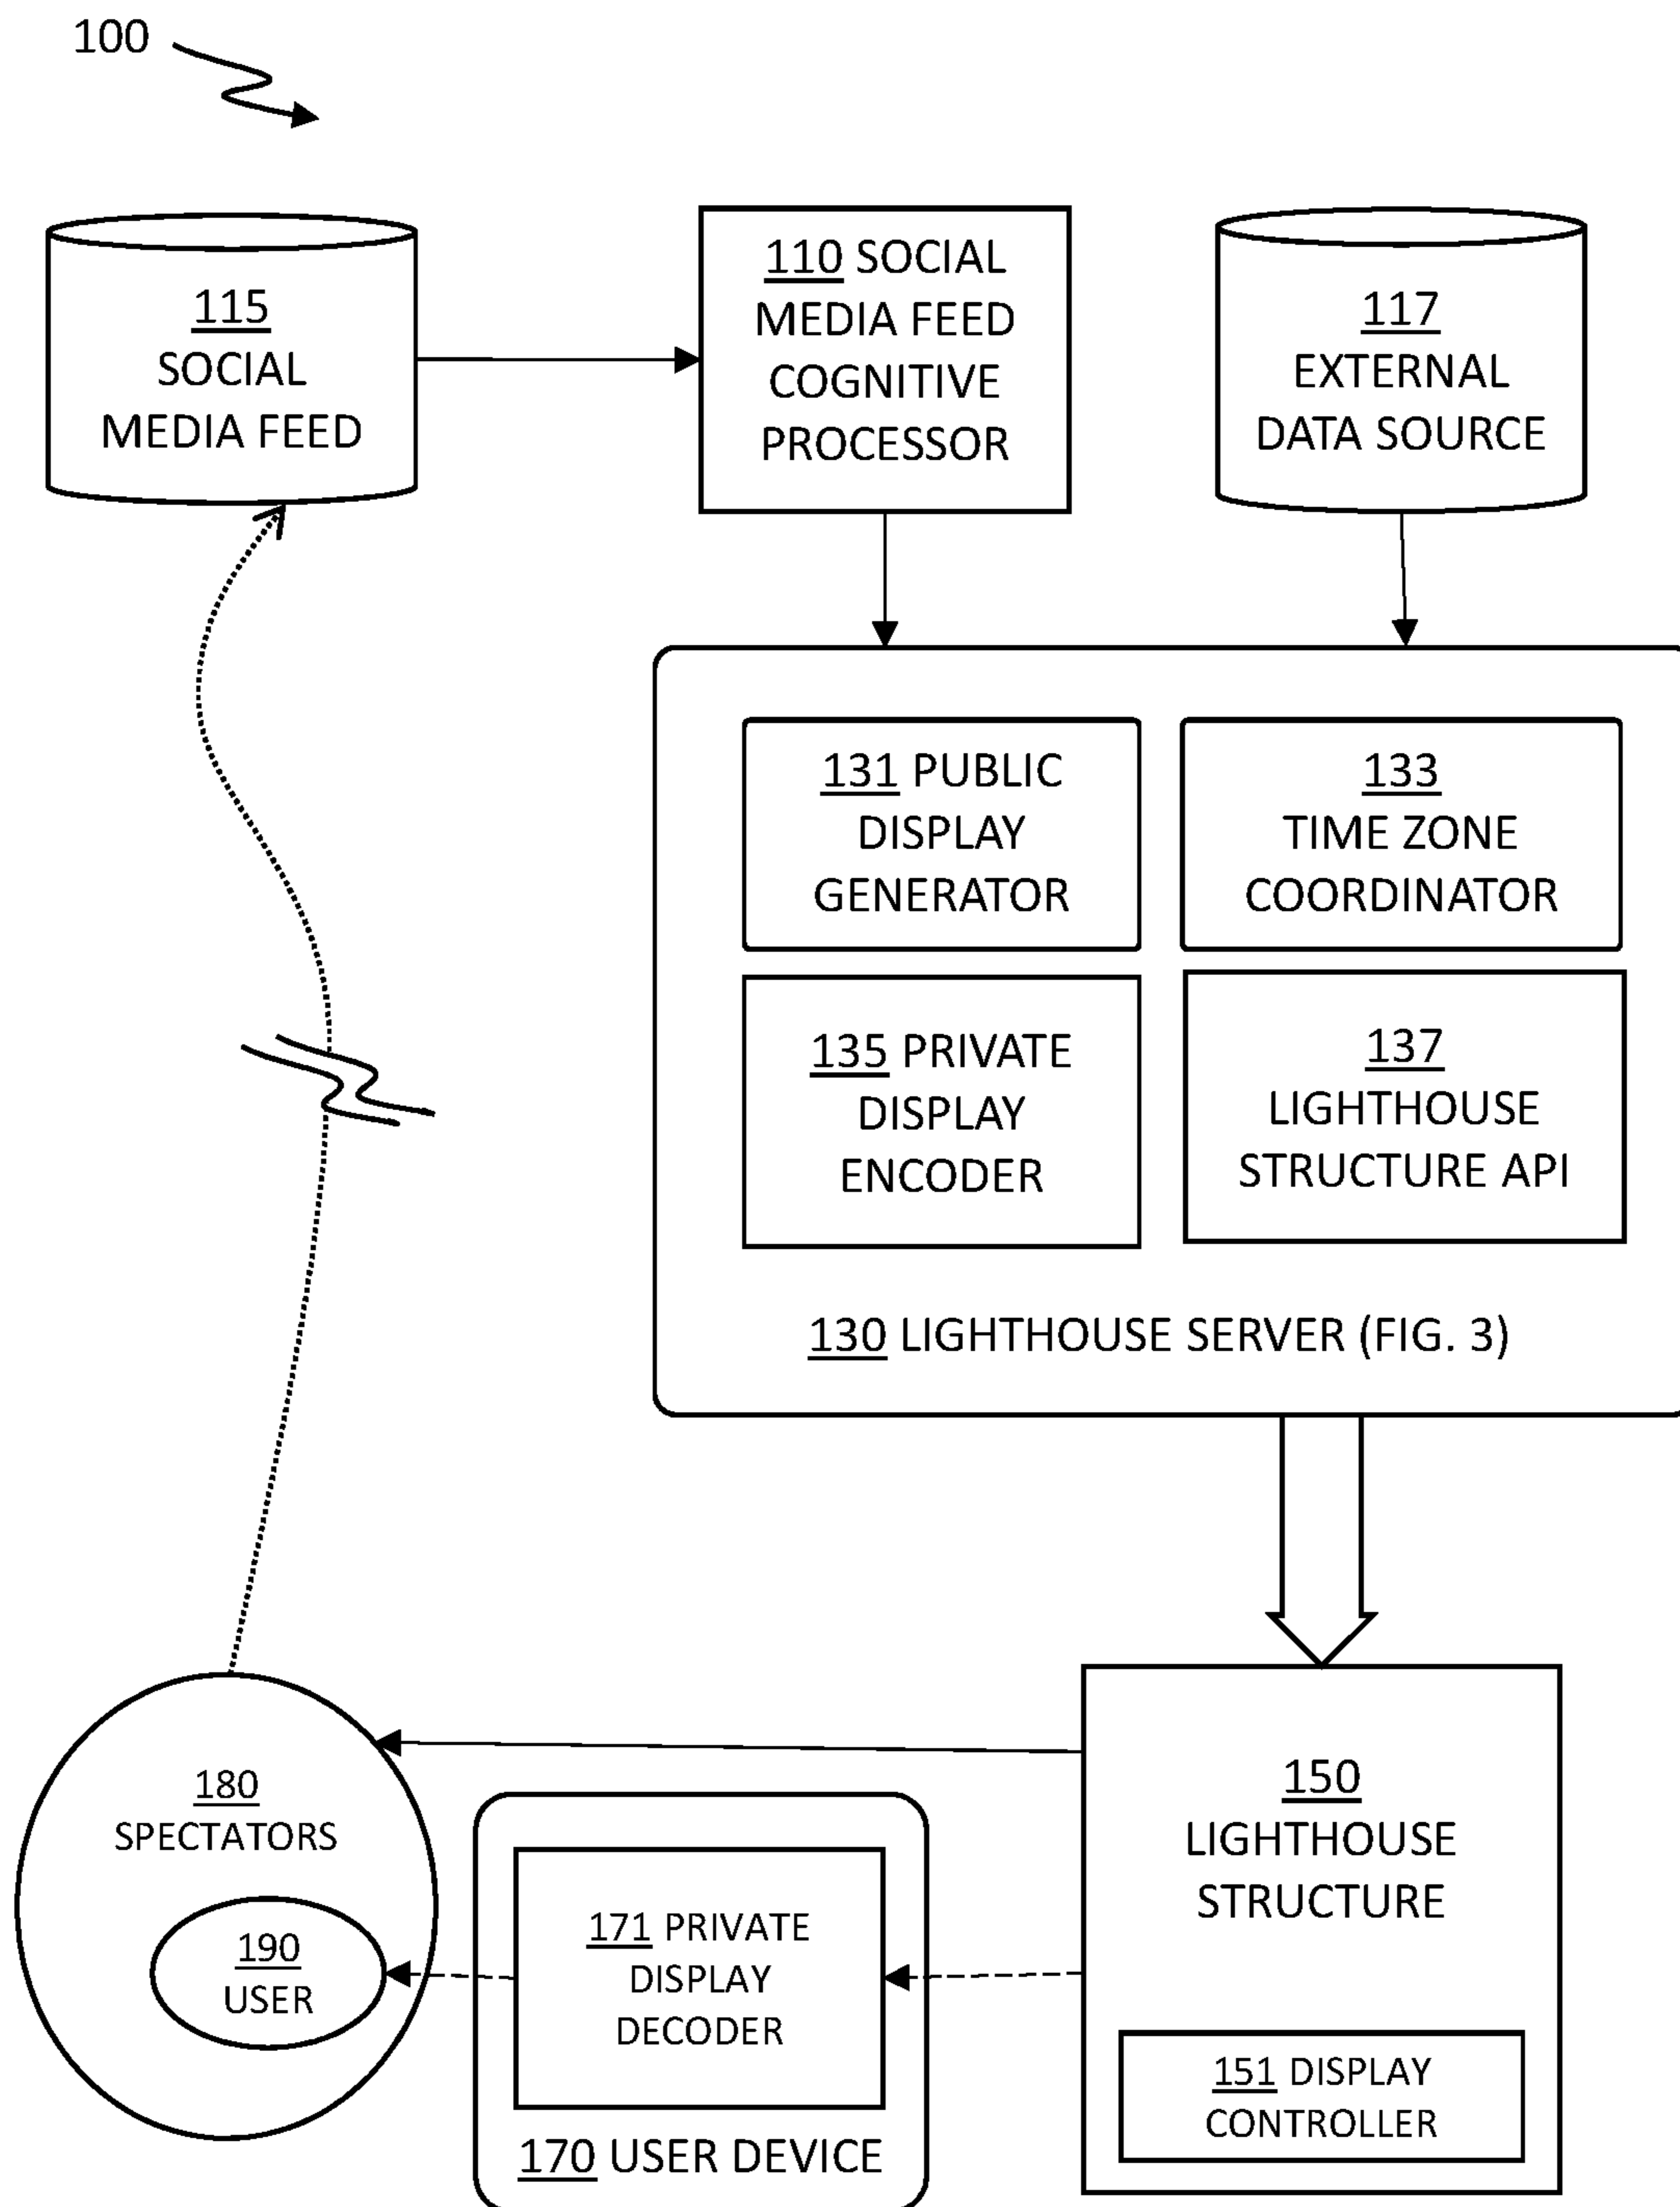 100
115
SOCIAL
MEDIA FEED
110 SOCIAL
MEDIA FEED
COGNITIVE
PROCESSOR
117
EXTERNAL
DATA SOURCE
131 PUBLIC
DISPLAY
GENERATOR
133
TIME ZONE
COORDINATOR
135 PRIVATE
DISPLAY
ENCODER
137
LIGHTHOUSE
STRUCTURE API
130 LIGHTHOUSE SERVER (FIG. 3)
180
SPECTATORS
190
USER
171 PRIVATE
DISPLAY
DECODER
170 USER DEVICE
150
LIGHTHOUSE
STRUCTURE
151 DISPLAY
CONTROLLER